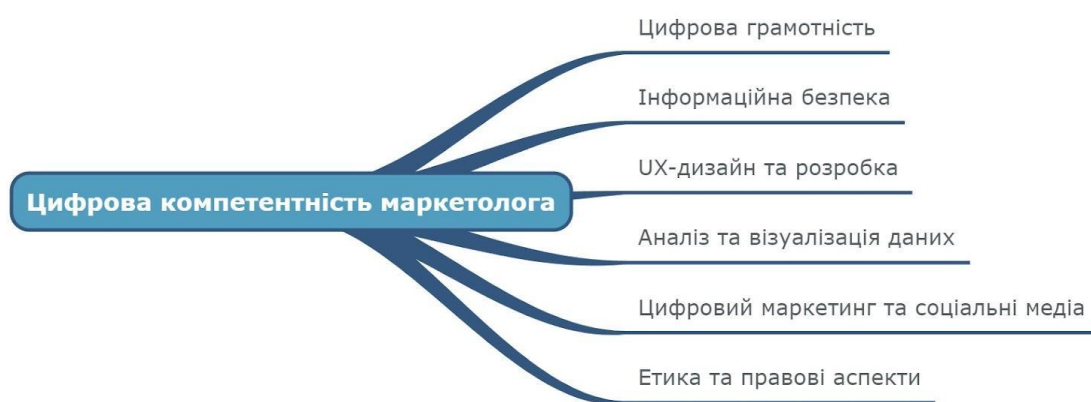 Цифрова грамотність
Інформаційна безпека
UX-дизайн та розробка
Цифрова компетентність маркетолога
Аналіз та візуалізація даних
Цифровий маркетинг та соціальні медіа
Етика та правові аспекти